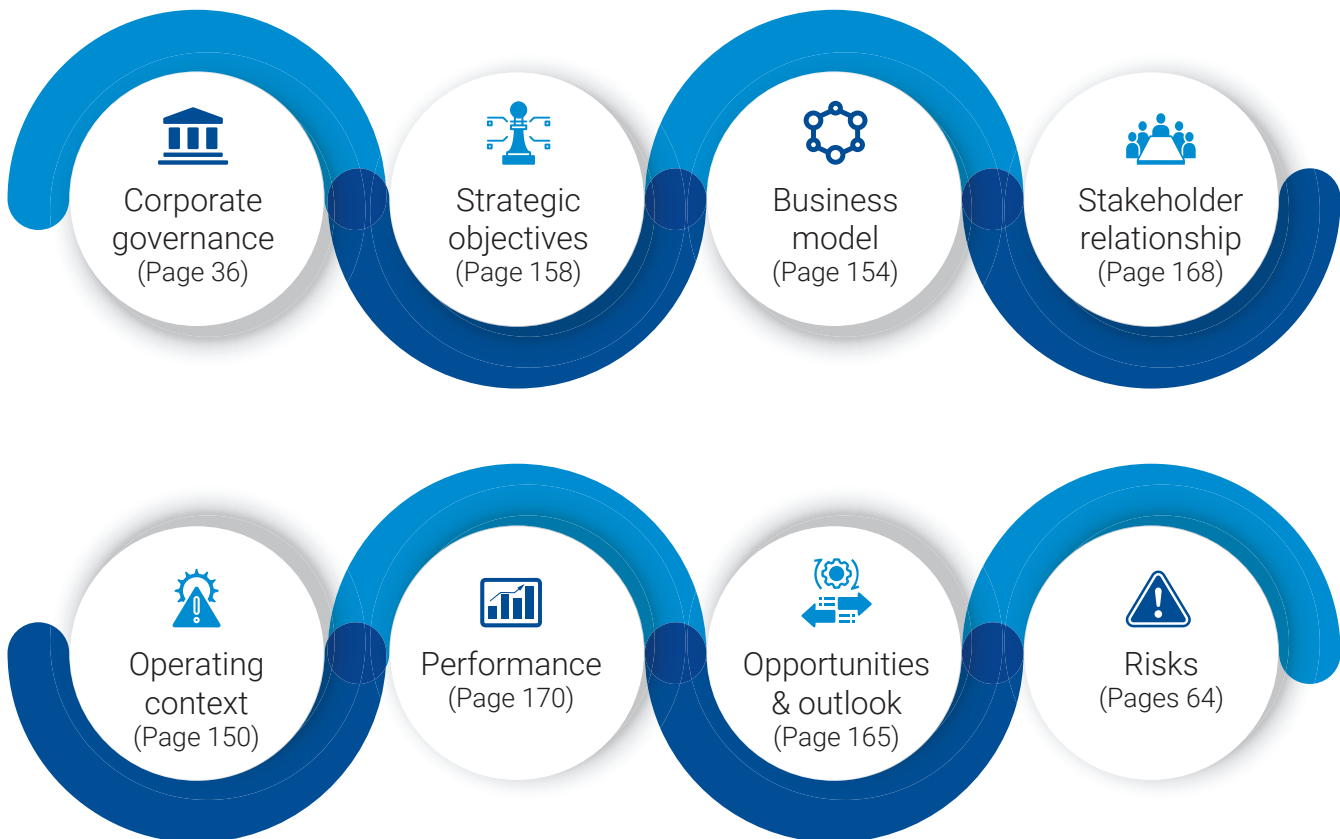 Corporate
governance
(Page 36)
Strategic
objectives
(Page 158)
Business
model
(Page 154)
Stakeholder
relationship
(Page 168)
Operating
context
(Page 150)
Performance
(Page 170)
Opportunities
& outlook
(Page 165)
Risks
(Pages 64)